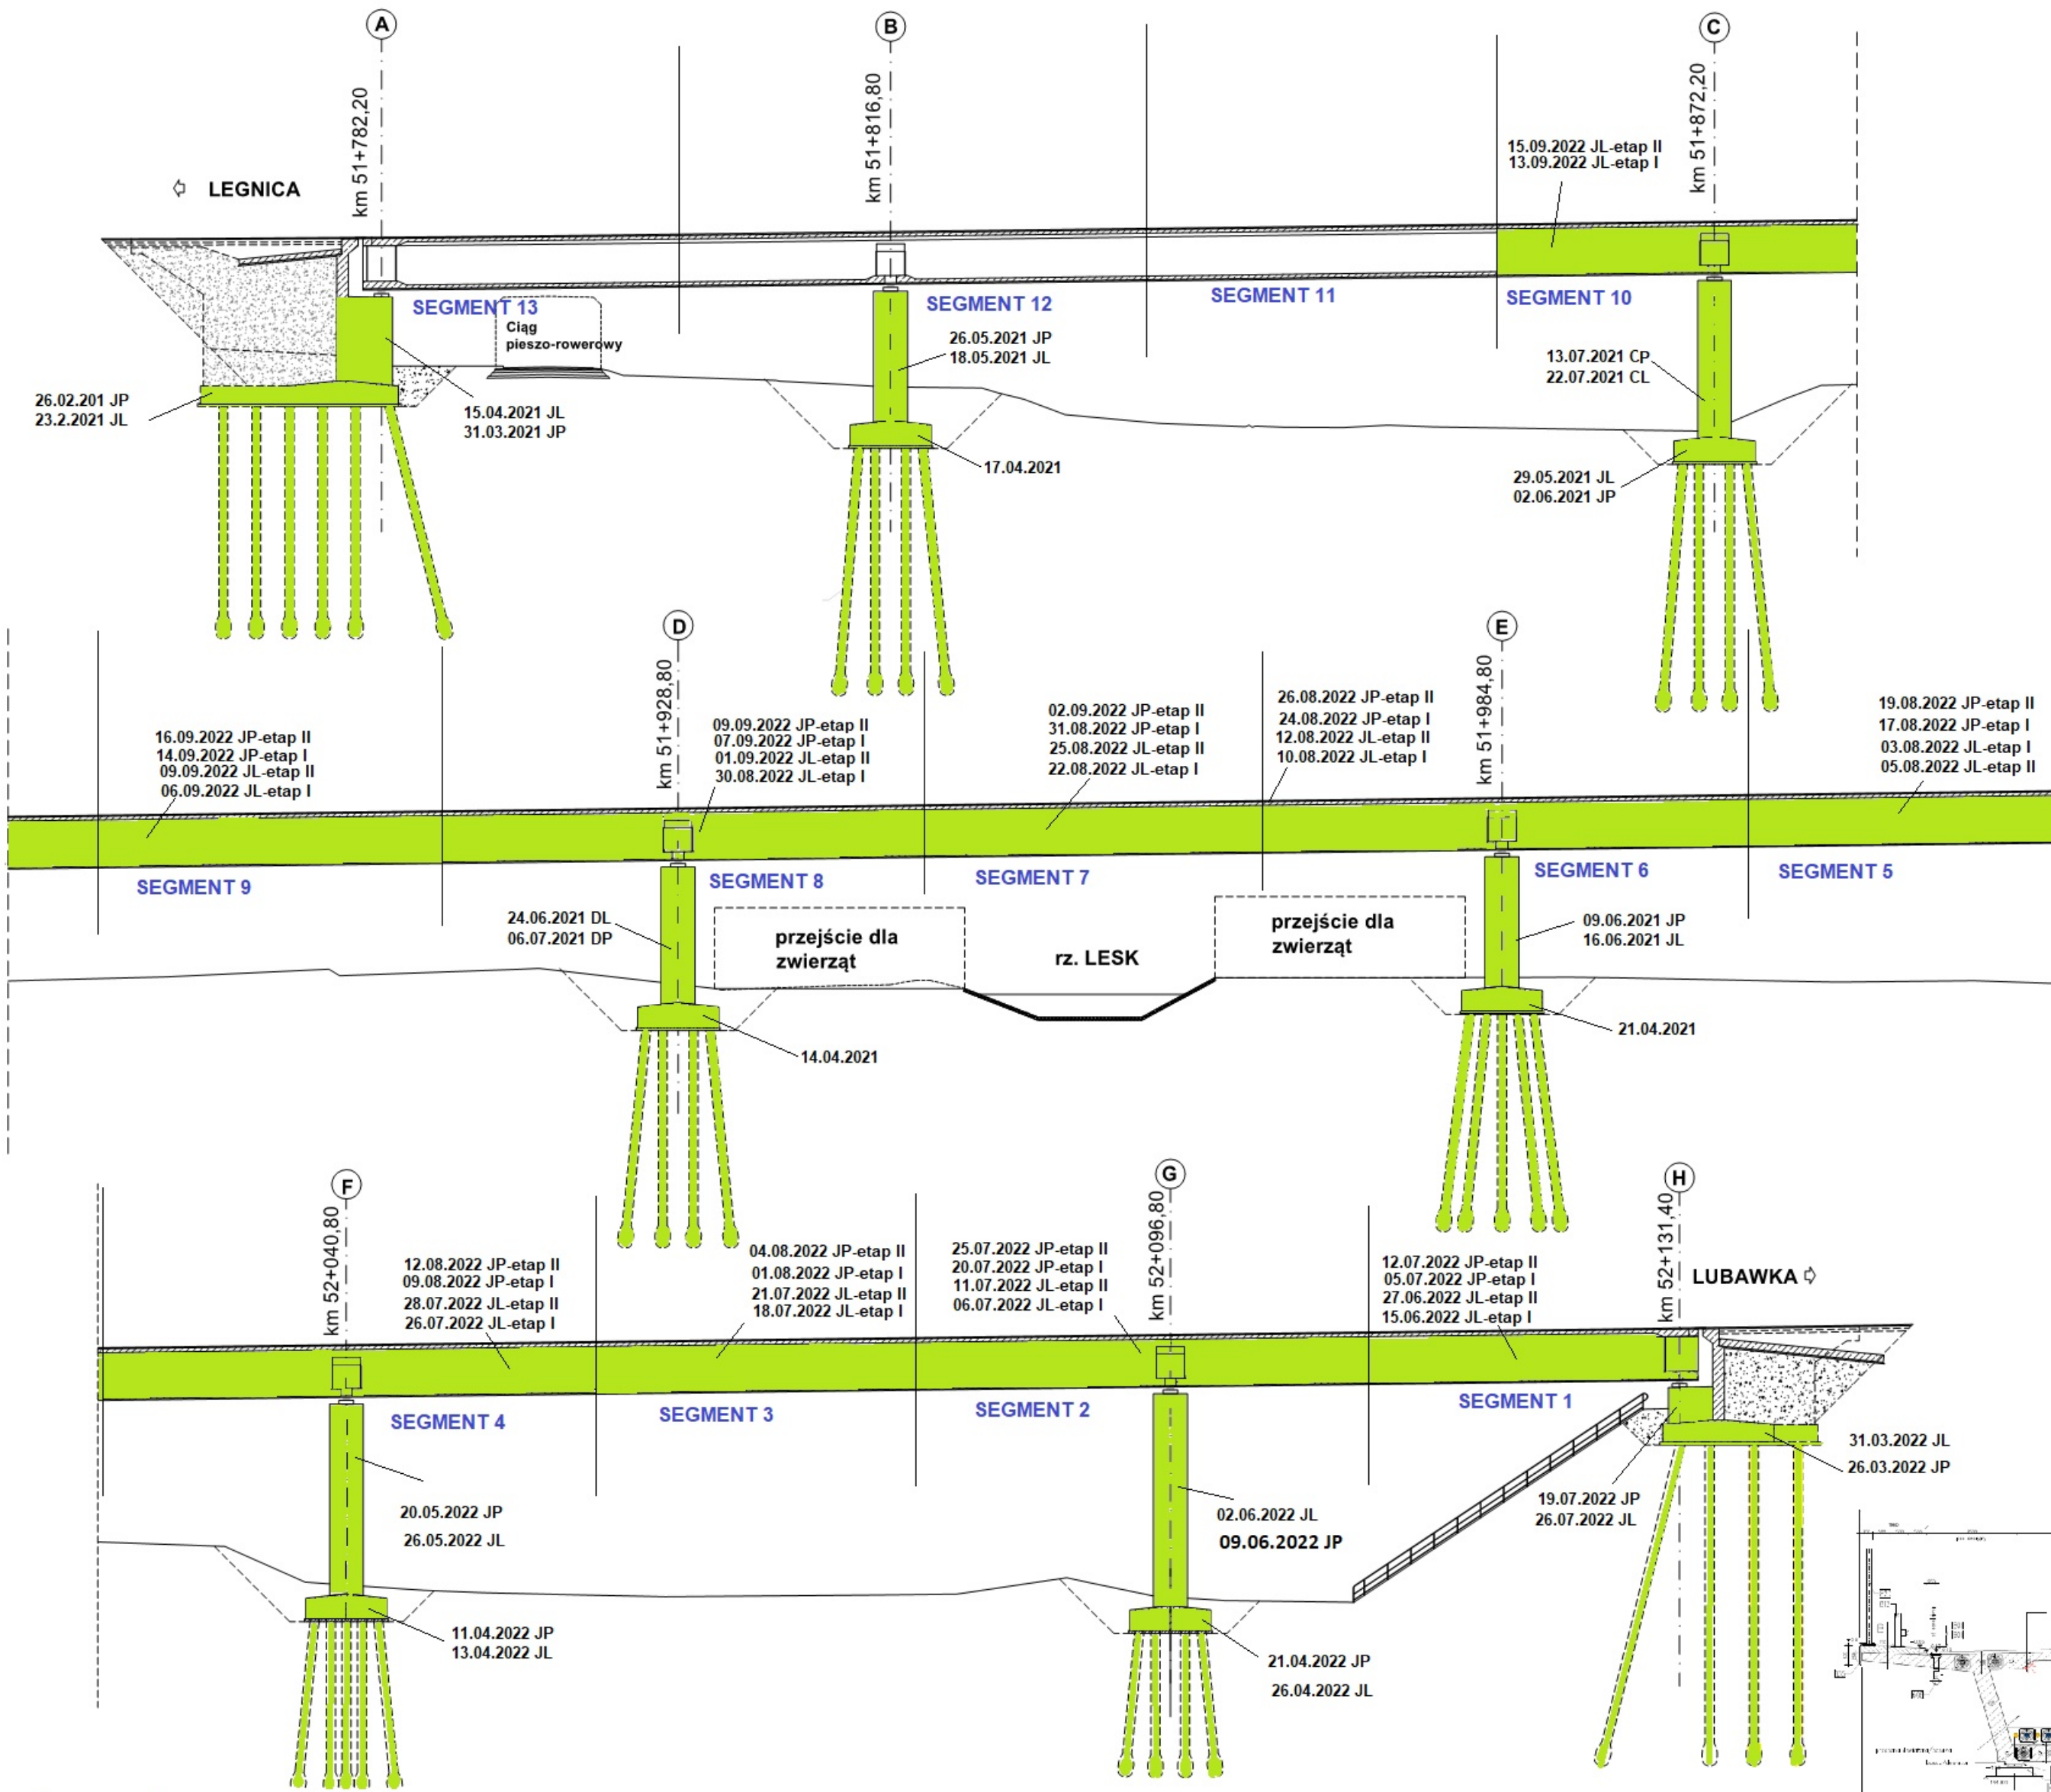 A
B
C
km 51+782,20
km 51+816,80
km 51+872,20
LEGNICA
15.09.2022 JL-etap II
13.09.2022 JL-etap I
SEGMENT 13
SEGMENT 12
SEGMENT 11
SEGMENT 10
Ciąg
pieszo-rowerowy
26.05.2021 JP
18.05.2021 JL
13.07.2021 CP
22.07.2021 CL
26.02.201 JP
23.2.2021 JL
15.04.2021 JL
31.03.2021 JP
17.04.2021
29.05.2021 JL
02.06.2021 JP
D
E
km 51+928,80
km 51+984,80
16.09.2022 JP-etap II
14.09.2022 JP-etap I
09.09.2022 JL-etap II
06.09.2022 JL-etap I
09.09.2022 JP-etap II
07.09.2022 JP-etap I
01.09.2022 JL-etap II
30.08.2022 JL-etap I
02.09.2022 JP-etap II
31.08.2022 JP-etap I
25.08.2022 JL-etap II
22.08.2022 JL-etap I
26.08.2022 JP-etap II
24.08.2022 JP-etap I
12.08.2022 JL-etap II
10.08.2022 JL-etap I
19.08.2022 JP-etap II
17.08.2022 JP-etap I
03.08.2022 JL-etap I
05.08.2022 JL-etap II
SEGMENT 9
SEGMENT 8
SEGMENT 7
SEGMENT 6
SEGMENT 5
24.06.2021 DL
06.07.2021 DP
przejście dla
zwierząt
rz. LESK
przejście dla
zwierząt
09.06.2021 JP
16.06.2021 JL
14.04.2021
21.04.2021
F
G
H
km 52+040,80
km 52+096,80
km 52+131,40
12.08.2022 JP-etap II
09.08.2022 JP-etap I
28.07.2022 JL-etap II
26.07.2022 JL-etap I
04.08.2022 JP-etap II
01.08.2022 JP-etap I
21.07.2022 JL-etap II
18.07.2022 JL-etap I
25.07.2022 JP-etap II
20.07.2022 JP-etap I
11.07.2022 JL-etap II
06.07.2022 JL-etap I
12.07.2022 JP-etap II
05.07.2022 JP-etap I
27.06.2022 JL-etap II
15.06.2022 JL-etap I
LUBAWKA
SEGMENT 4
SEGMENT 3
SEGMENT 2
SEGMENT 1
20.05.2022 JP
26.05.2022 JL
02.06.2022 JL
09.06.2022 JP
19.07.2022 JP
26.07.2022 JL
31.03.2022 JL
26.03.2022 JP
11.04.2022 JP
13.04.2022 JL
21.04.2022 JP
26.04.2022 JL